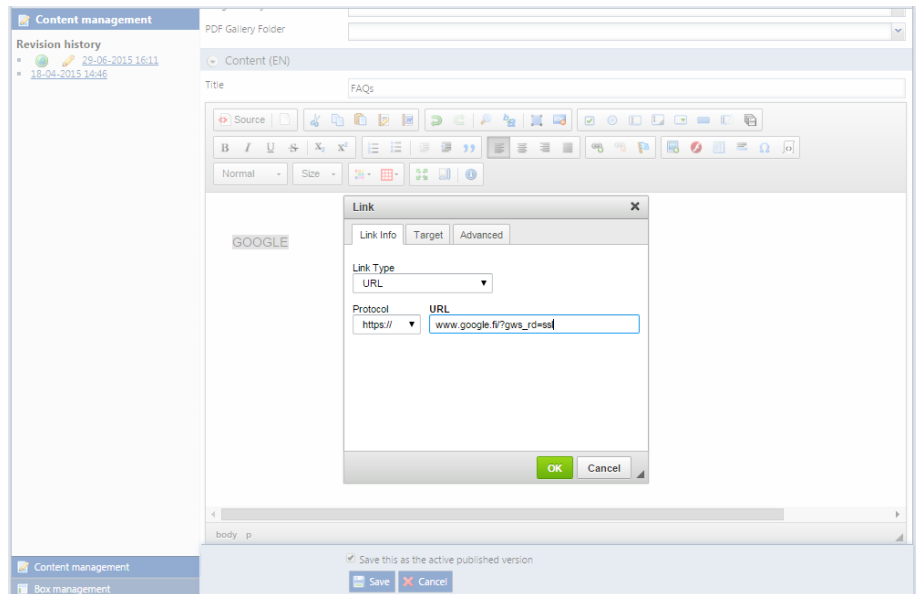 Content management
Revision history
29-06-2015 16:11
18-04-2015 14:46
PDF Gallery Folder
Content (EN)
Title
FAQs
Source
B I U S X₂ X²
Normal
Size
Link
Link Info Target Advanced
GOOGLE
Link Type
URL
Protocol URL
https:// www.google.fi/?gws_rd=ssl
OK Cancel
body p
Save this as the active published version
Content management
Save Cancel
Box management